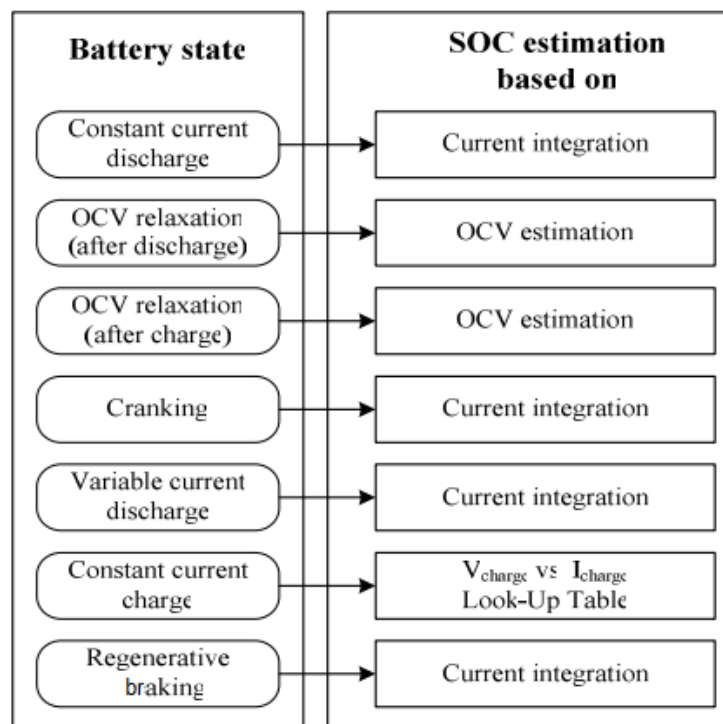 Battery state
SOC estimation
based on
Constant current
discharge
Current integration
OCV relaxation
(after discharge)
OCV estimation
OCV relaxation
(after charge)
OCV estimation
Cranking
Current integration
Variable current
discharge
Current integration
Constant current
charge
Vcharge vs Icharge
Look-Up Table
Regenerative
braking
Current integration